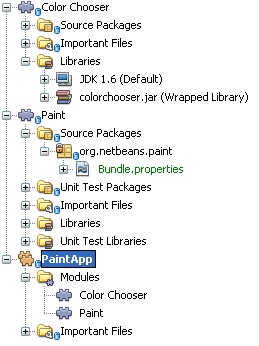 Color Chooser
Source Packages
Important Files
Libraries
JDK 1.6 (Default)
colorchooser.jar (Wrapped Library)
Paint
Source Packages
org.netbeans.paint
Bundle.properties
Unit Test Packages
Important Files
Libraries
Unit Test Libraries
PaintApp
Modules
Color Chooser
Paint
Important Files